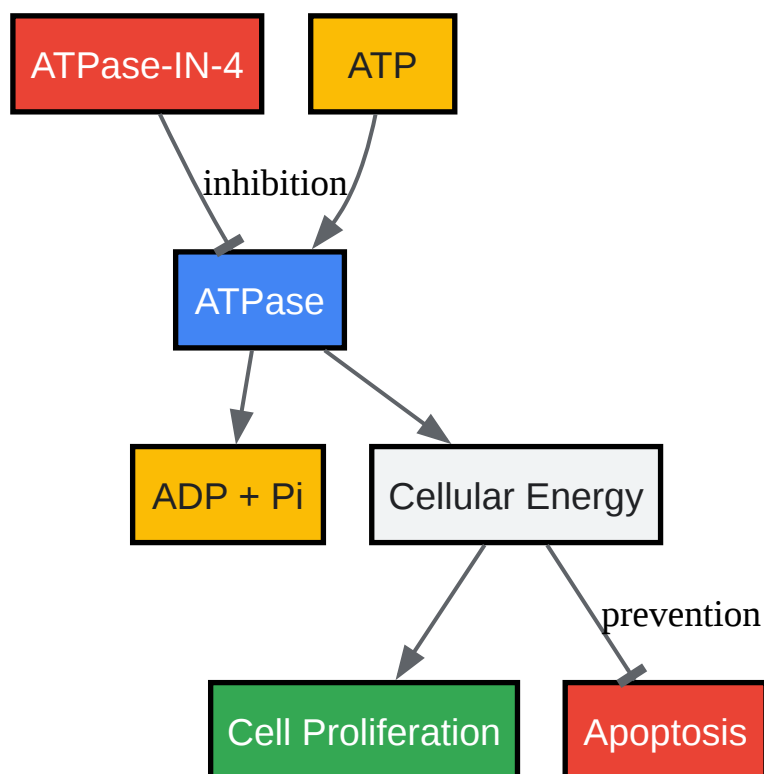 ATPase-IN-4
ATP
inhibition
ATPase
ADP + Pi
Cellular Energy
prevention
Cell Proliferation
Apoptosis